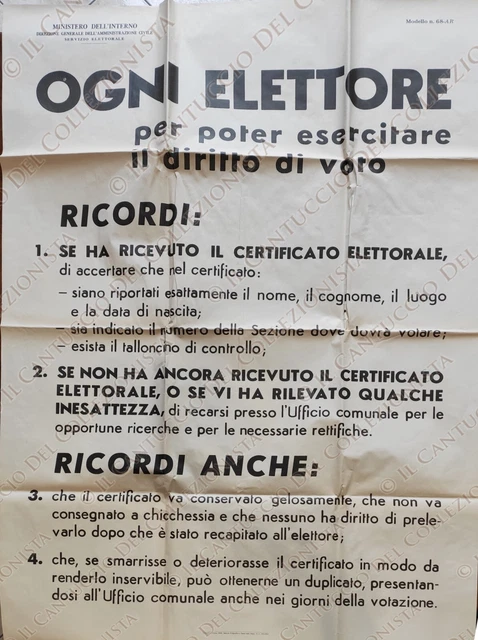 MINISTERO DELL'INTERNO
DIREZIONE GENERALE DELL'AMMINISTRAZIONE CIVILE
SERVIZIO ELETTORALE
Modello n. 68-AR
OGNI ELETTORE
per poter esercitare
il diritto di voto
RICORDI:
1. SE HA RICEVUTO IL CERTIFICATO ELETTORALE,
di accertare che nel certificato:
– siano riportati esattamente il nome, il cognome, il luogo
e la data di nascita;
– sia indicato il numero della Sezione dove dovrà votare;
– esista il talloncino di controllo;
2. SE NON HA ANCORA RICEVUTO IL CERTIFICATO
ELETTORALE, O SE VI HA RILEVATO QUALCHE
INESATTEZZA, di recarsi presso l'Ufficio comunale per le
opportune ricerche e per le necessarie rettifiche.
RICORDI ANCHE:
3. che il certificato va conservato gelosamente, che non va
consegnato a chicchessia e che nessuno ha diritto di prele-
varlo dopo che è stato recapitato all'elettore;
4. che, se smarrisse o deteriorasse il certificato in modo da
renderlo inservibile, può ottenerne un duplicato, presentan-
dosi all'Ufficio comunale anche nei giorni della votazione.
© IL CANTUCCIO DEL COLLEZIONISTA